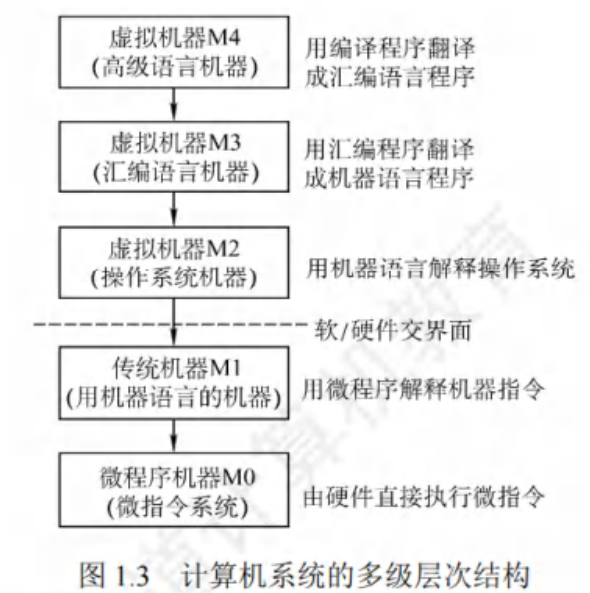 虚拟机器M4
(高级语言机器)
用编译程序翻译
成汇编语言程序
虚拟机器M3
(汇编语言机器)
用汇编程序翻译
成机器语言程序
虚拟机器M2
(操作系统机器)
用机器语言解释操作系统
软/硬件交界面
传统机器M1
(用机器语言的机器)
用微程序解释机器指令
微程序机器M0
(微指令系统)
由硬件直接执行微指令
图 1.3 计算机系统的多级层次结构